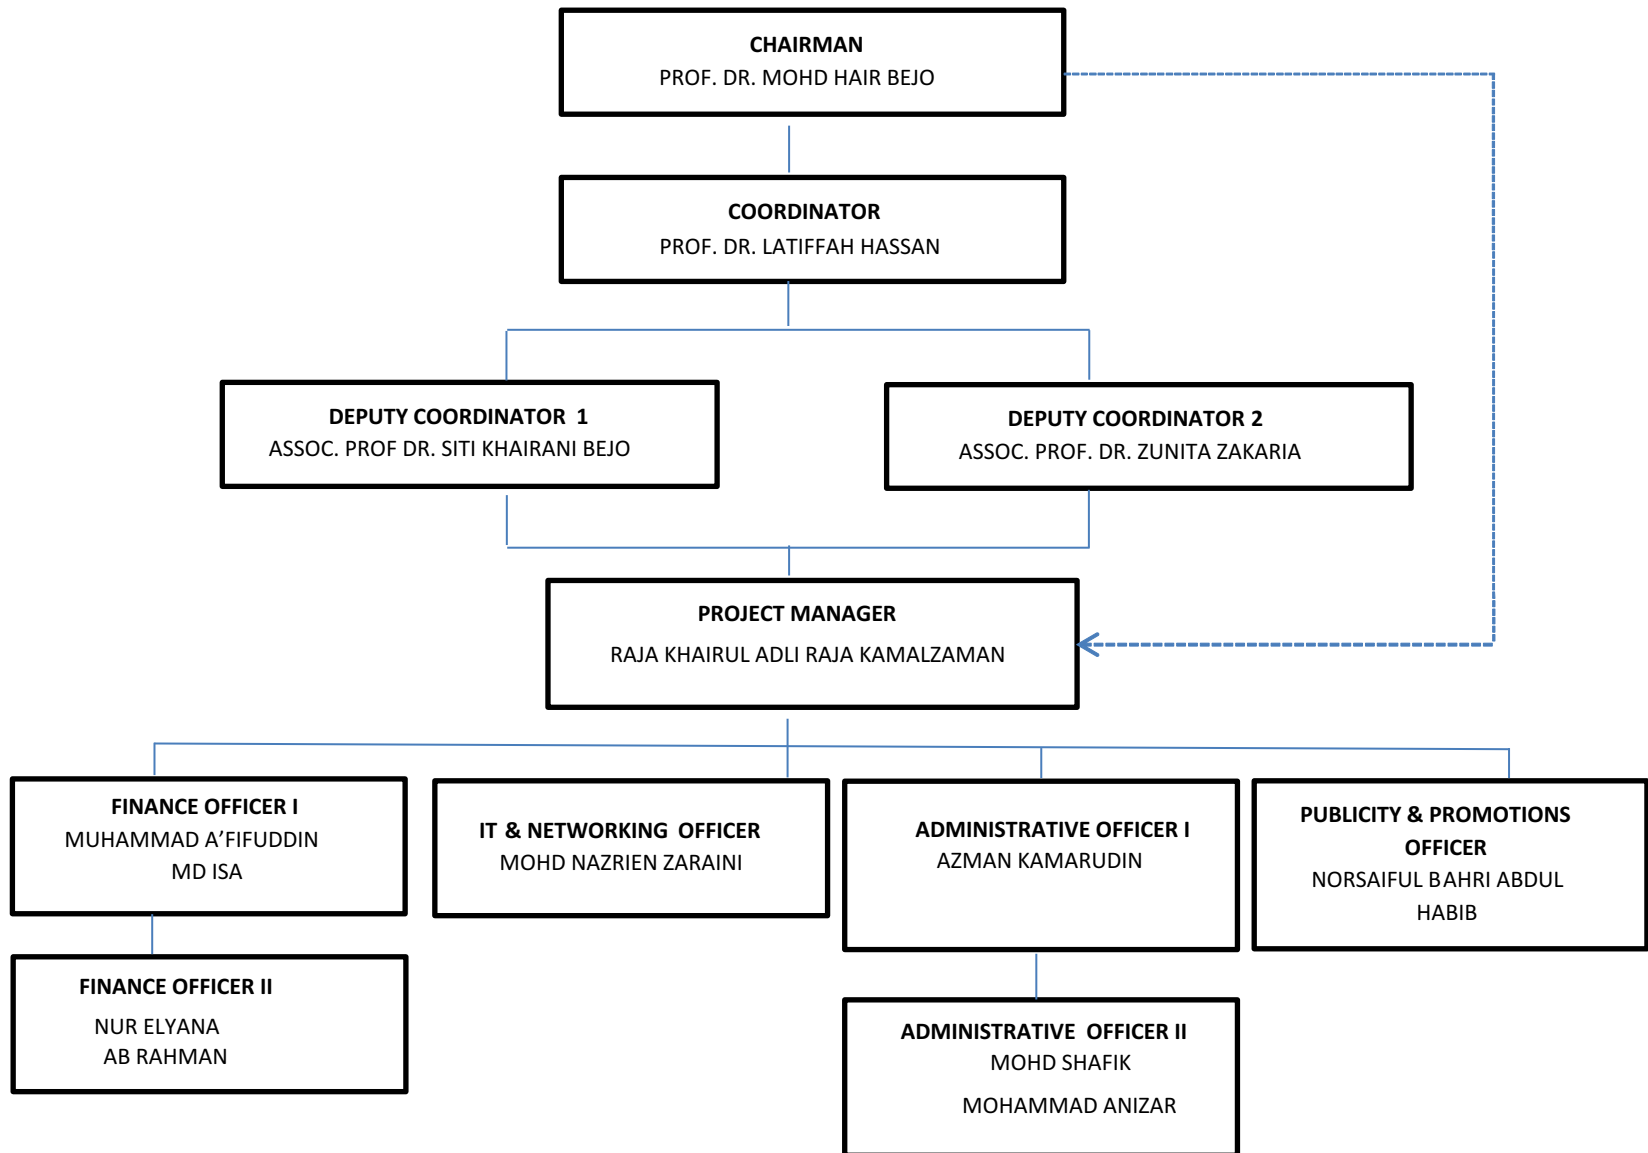 CHAIRMAN
PROF. DR. MOHD HAIR BEJO
COORDINATOR
PROF. DR. LATIFFAH HASSAN
DEPUTY COORDINATOR 1
ASSOC. PROF DR. SITI KHAIRANI BEJO
DEPUTY COORDINATOR 2
ASSOC. PROF. DR. ZUNITA ZAKARIA
PROJECT MANAGER
RAJA KHAIRUL ADLI RAJA KAMALZAMAN
FINANCE OFFICER I
MUHAMMAD A’FIFUDDIN
MD ISA
IT & NETWORKING OFFICER
MOHD NAZRIEN ZARAINI
ADMINISTRATIVE OFFICER I
AZMAN KAMARUDIN
PUBLICITY & PROMOTIONS
OFFICER
NORSAIFUL BAHRI ABDUL
HABIB
FINANCE OFFICER II
NUR ELYANA
AB RAHMAN
ADMINISTRATIVE OFFICER II
MOHD SHAFIK
MOHAMMAD ANIZAR